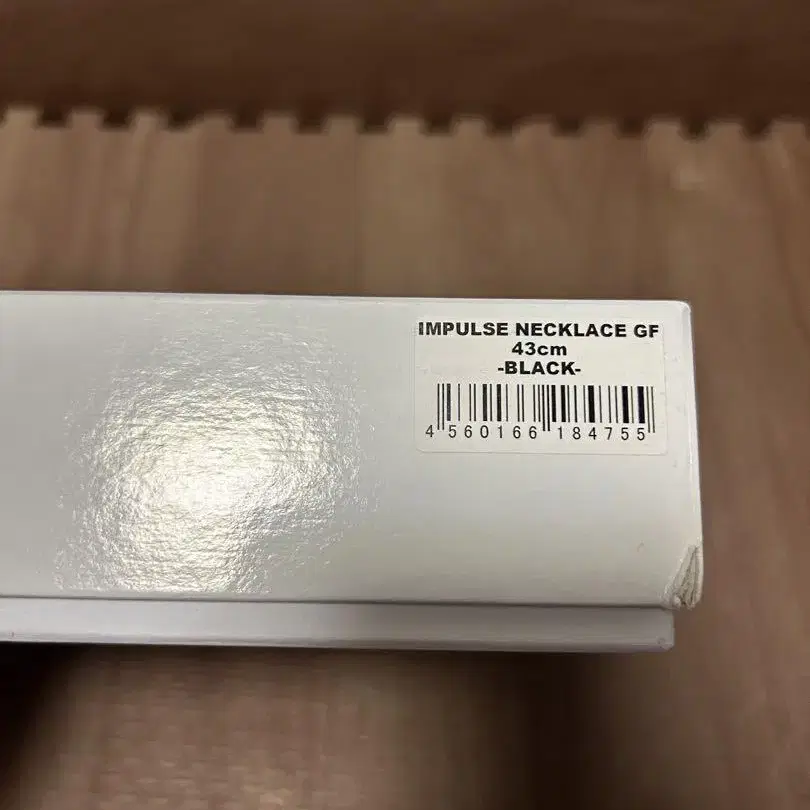 IMPULSE NECKLACE GF
43cm
-BLACK-
4 560166 184755